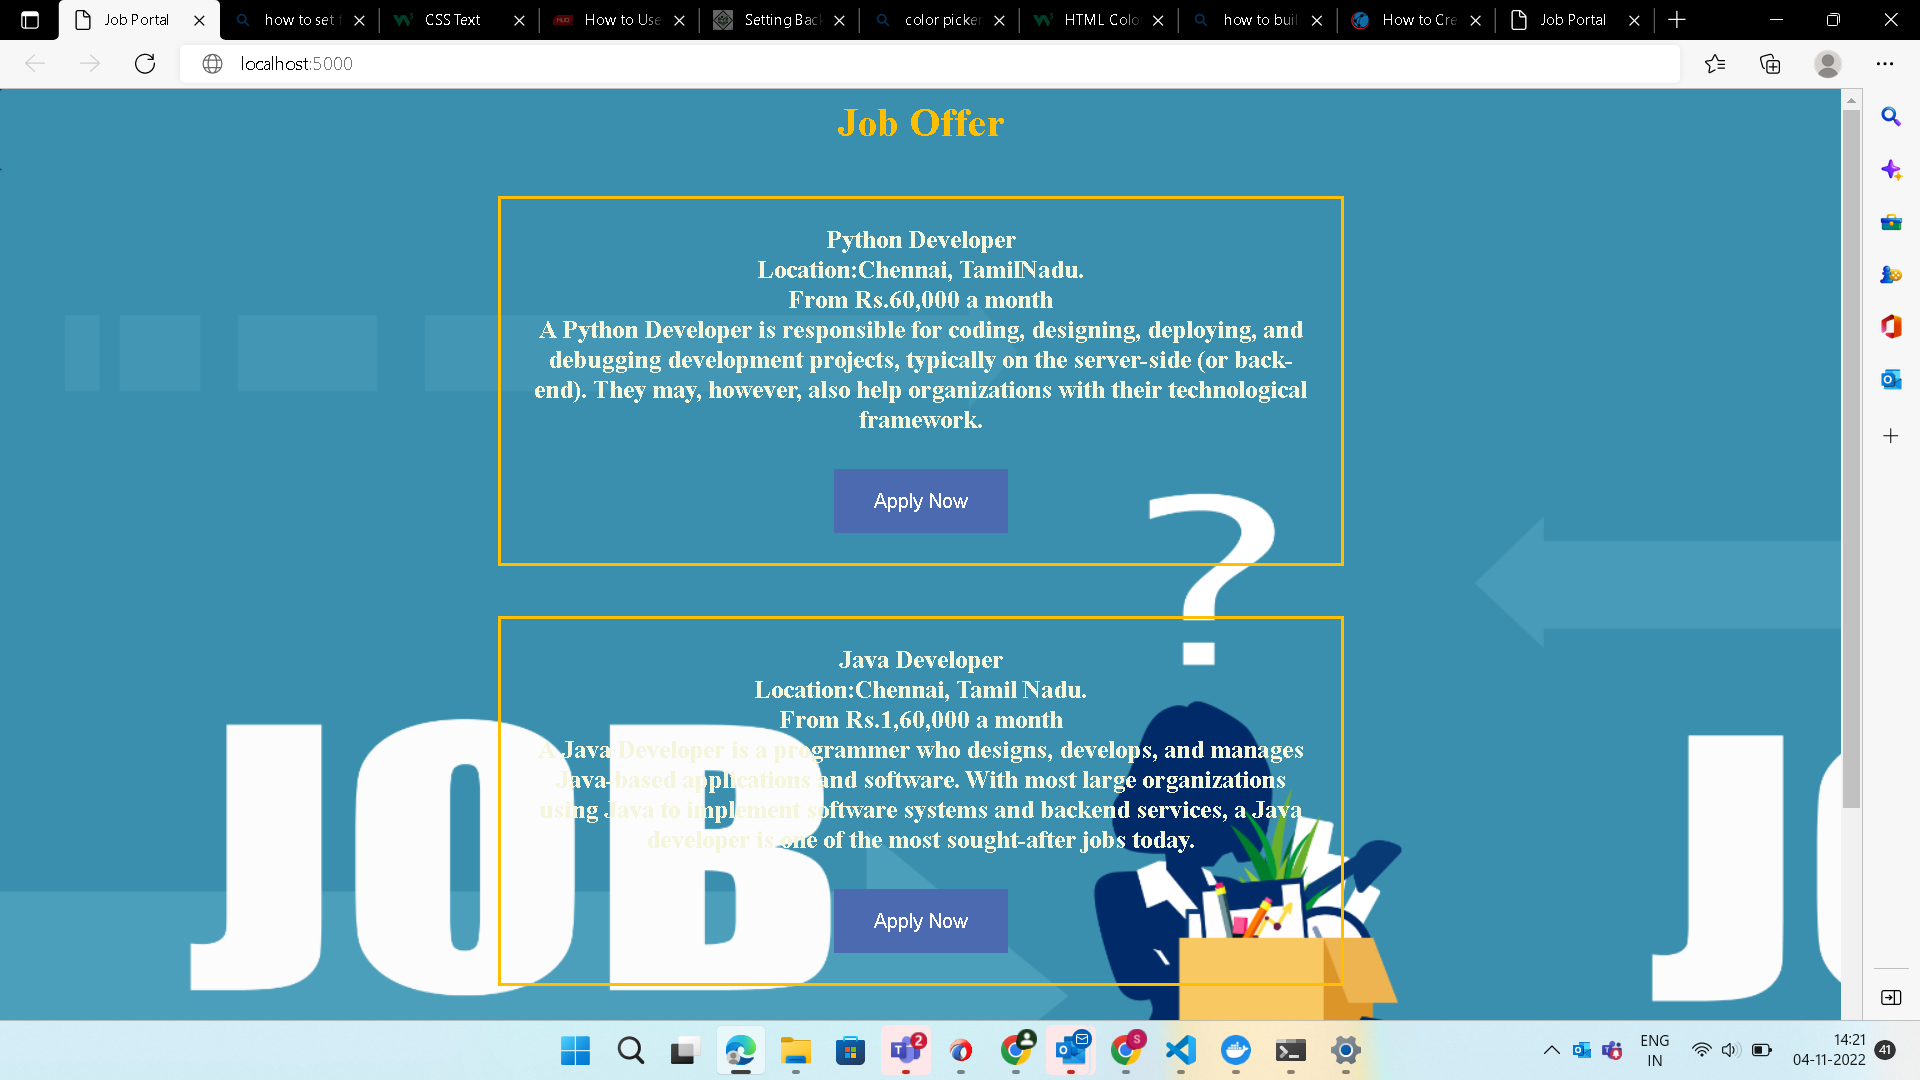 Job Portal
how to set f
CSS Text
How to Use
Setting Back
color picker
HTML Colo
how to buil
How to Cre
Job Portal
localhost:5000
Job Offer
Python Developer
Location:Chennai, TamilNadu.
From Rs.60,000 a month
A Python Developer is responsible for coding, designing, deploying, and
debugging development projects, typically on the server-side (or back-
end). They may, however, also help organizations with their technological
framework.
Apply Now
?
Java Developer
Location:Chennai, Tamil Nadu.
From Rs.1,60,000 a month
A Java Developer is a programmer who designs, develops, and manages
Java-based applications and software. With most large organizations
using Java to implement software systems and backend services, a Java
developer is one of the most sought-after jobs today.
Apply Now
JOB
JO
2
S
ENG
IN
14:21
04-11-2022
41